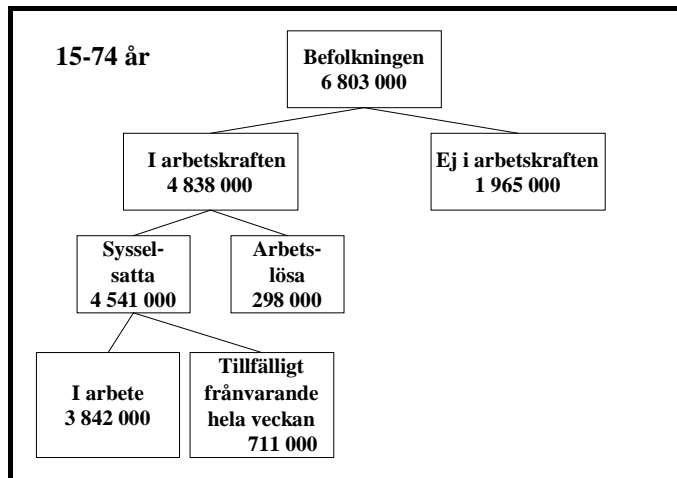 15-74 år
Befolkningen
6 803 000
I arbetskraften
4 838 000
Ej i arbetskraften
1 965 000
Syssel-
satta
4 541 000
Arbets-
lösa
298 000
I arbete
3 842 000
Tillfälligt
frånvarande
hela veckan
711 000